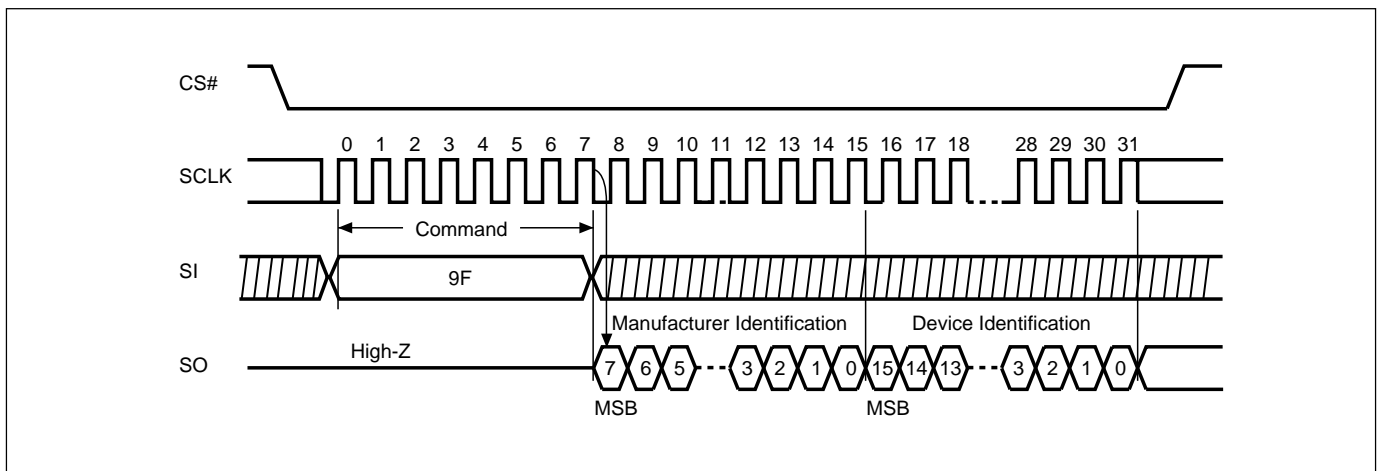 CS#
0 1 2 3 4 5 6 7 8 9 10 11 12 13 14 15 16 17 18 28 29 30 31
SCLK
Command
SI
9F
Manufacturer Identification Device Identification
High-Z
SO
7 6 5 3 2 1 0 15 14 13 3 2 1 0
MSB MSB